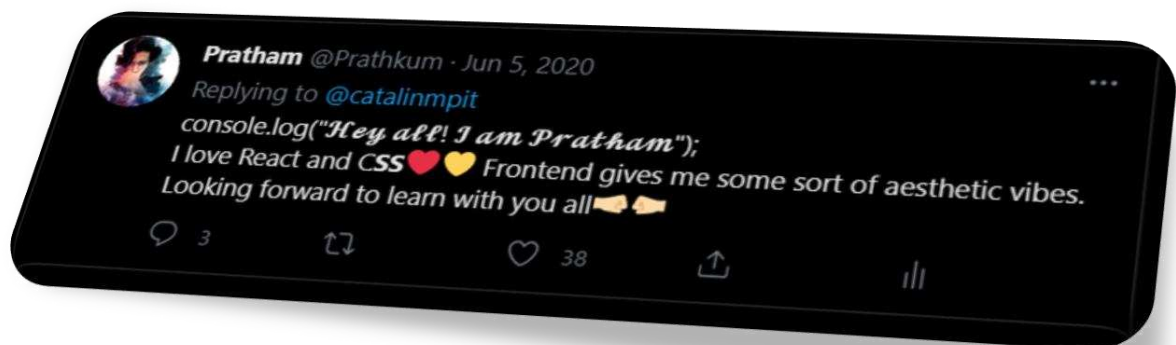 Pratham @Prathkum · Jun 5, 2020
Replying to @catalinmpit
console.log("𝓗𝓮𝔂 𝓪𝓵𝓵! 𝓘 𝓪𝓶 𝓟𝓻𝓪𝓽𝓱𝓪𝓶");
I love React and C𝗦𝗦❤️💛 Frontend gives me some sort of aesthetic vibes.
Looking forward to learn with you all🤜🏻🤛🏻
3 38